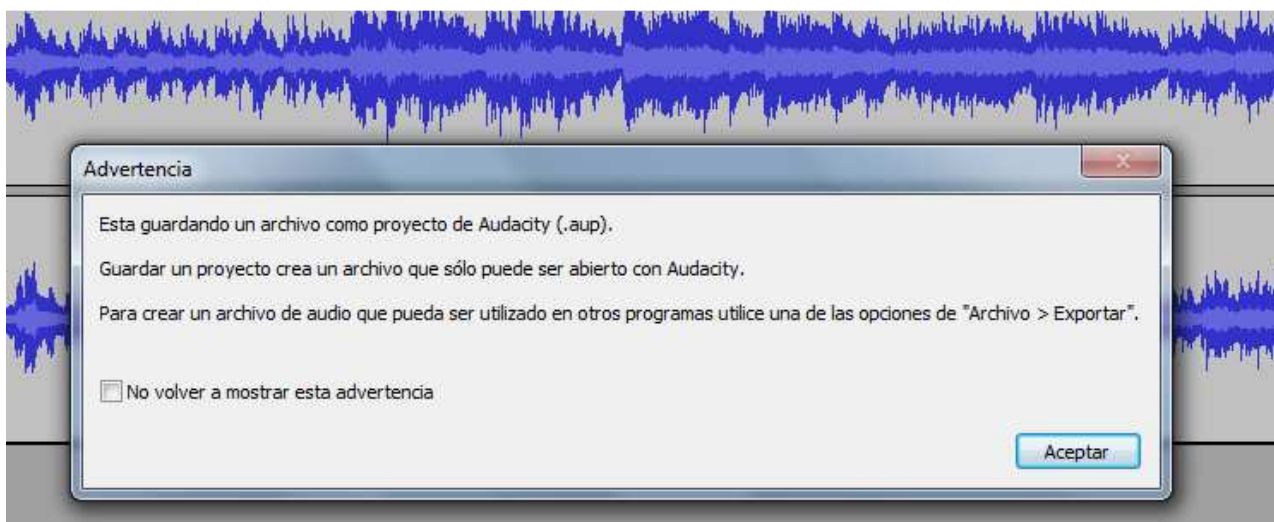 Advertencia
Esta guardando un archivo como proyecto de Audacity (.aup).
Guardar un proyecto crea un archivo que sólo puede ser abierto con Audacity.
Para crear un archivo de audio que pueda ser utilizado en otros programas utilice una de las opciones de "Archivo > Exportar".
No volver a mostrar esta advertencia
Aceptar